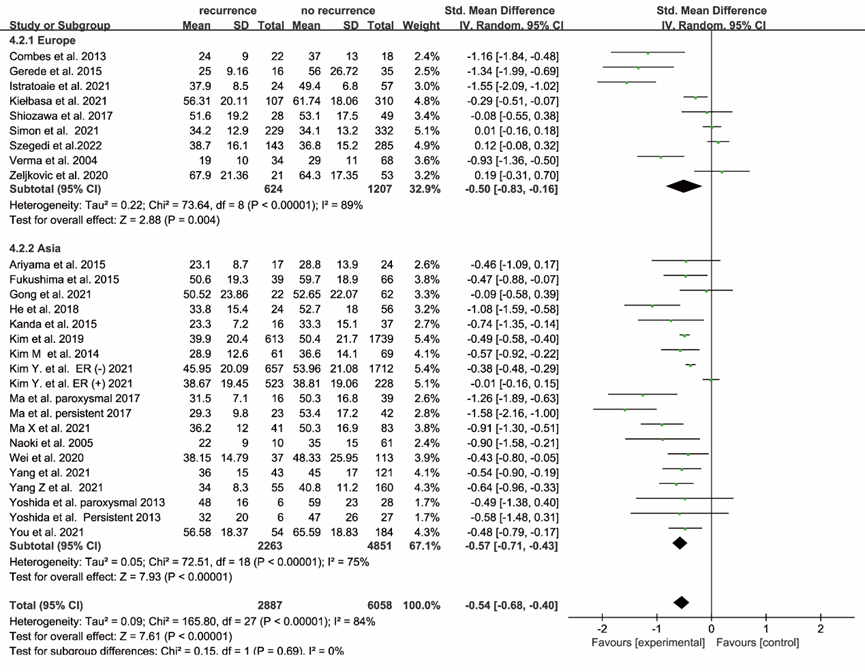 recurrence no recurrence Std. Mean Difference Std. Mean Difference
Study or Subgroup Mean SD Total Mean SD Total Weight IV. Random. 95% CI IV. Random. 95% CI
4.2.1 Europe
Combes et al. 2013 24 9 22 37 13 18 2.4% -1.16 [-1.84, -0.48]
Gerede et al. 2015 25 9.16 16 56 26.72 35 2.5% -1.34 [-1.99, -0.69]
Istratoaie et al. 2021 37.9 8.5 24 49.4 6.8 57 3.0% -1.55 [-2.09, -1.02]
Kiełbasa et al. 2021 56.31 20.11 107 61.74 18.06 310 4.8% -0.29 [-0.51, -0.07]
Shiozawa et al. 2017 51.6 19.2 28 53.1 17.5 49 3.4% -0.08 [-0.55, 0.38]
Simon et al. 2021 34.2 12.9 229 34.1 13.2 332 5.0% 0.01 [-0.16, 0.18]
Szegedi et al.2022 38.7 16.1 143 36.8 15.2 285 4.9% 0.12 [-0.08, 0.32]
Verma et al. 2004 19 10 34 29 11 68 3.6% -0.93 [-1.36, -0.50]
Zeljkovic et al. 2020 67.9 21.36 21 64.3 17.35 53 3.2% 0.19 [-0.31, 0.70]
Subtotal (95% CI) 624 1207 32.9% -0.50 [-0.83, -0.16]
Heterogeneity: Tau² = 0.22; Chi² = 73.64, df = 8 (P < 0.00001); I² = 89%
Test for overall effect: Z = 2.88 (P = 0.004)
4.2.2 Asia
Ariyama et al. 2015 23.1 8.7 17 28.8 13.9 24 2.6% -0.46 [-1.09, 0.17]
Fukushima et al. 2015 50.6 19.3 39 59.7 18.9 66 3.7% -0.47 [-0.88, -0.07]
Gong et al. 2021 50.52 23.86 22 52.65 22.07 62 3.3% -0.09 [-0.58, 0.39]
He et al. 2018 33.8 15.4 24 52.7 18 56 3.2% -1.08 [-1.59, -0.58]
Kanda et al. 2015 23.3 7.2 16 33.3 15.1 37 2.7% -0.74 [-1.35, -0.14]
Kim et al. 2019 39.9 20.4 613 50.4 21.7 1739 5.3% -0.49 [-0.58, -0.40]
Kim M et al. 2014 28.9 12.6 61 36.6 14.1 69 4.0% -0.57 [-0.92, -0.22]
Kim Y. et al. ER (-) 2021 45.95 20.09 657 53.96 21.08 1712 5.3% -0.38 [-0.48, -0.29]
Kim Y. et al. ER (+) 2021 38.67 19.45 523 38.81 19.06 228 5.1% -0.01 [-0.16, 0.15]
Ma et al. paroxysmal 2017 31.5 7.1 16 50.3 16.8 39 2.6% -1.26 [-1.89, -0.63]
Ma et al. persistent 2017 29.3 9.8 23 53.4 17.2 42 2.7% -1.58 [-2.16, -1.00]
Ma X et al. 2021 36.2 12 41 50.3 16.9 83 3.8% -0.91 [-1.30, -0.51]
Naoki et al. 2005 22 9 10 35 15 61 2.4% -0.90 [-1.58, -0.21]
Wei et al. 2020 38.15 14.79 37 48.33 25.95 113 3.9% -0.43 [-0.80, -0.05]
Yang et al. 2021 36 15 43 45 17 121 4.0% -0.54 [-0.90, -0.19]
Yang Z et al. 2021 34 8.3 55 40.8 11.2 160 4.2% -0.64 [-0.96, -0.33]
Yoshida et al. paroxysmal 2013 48 16 6 59 23 28 1.7% -0.49 [-1.38, 0.40]
Yoshida et al. Persistent 2013 32 20 6 47 26 27 1.7% -0.58 [-1.48, 0.31]
You et al. 2021 56.58 18.37 54 65.59 18.83 184 4.3% -0.48 [-0.79, -0.17]
Subtotal (95% CI) 2263 4851 67.1% -0.57 [-0.71, -0.43]
Heterogeneity: Tau² = 0.05; Chi² = 72.51, df = 18 (P < 0.00001); I² = 75%
Test for overall effect: Z = 7.93 (P < 0.00001)
Total (95% CI) 2887 6058 100.0% -0.54 [-0.68, -0.40]
Heterogeneity: Tau² = 0.09; Chi² = 165.80, df = 27 (P < 0.00001); I² = 84%
Test for overall effect: Z = 7.61 (P < 0.00001)
Test for subgroup differences: Chi² = 0.15, df = 1 (P = 0.69), I² = 0%
-2 -1 0 1 2
Favours [experimental] Favours [control]